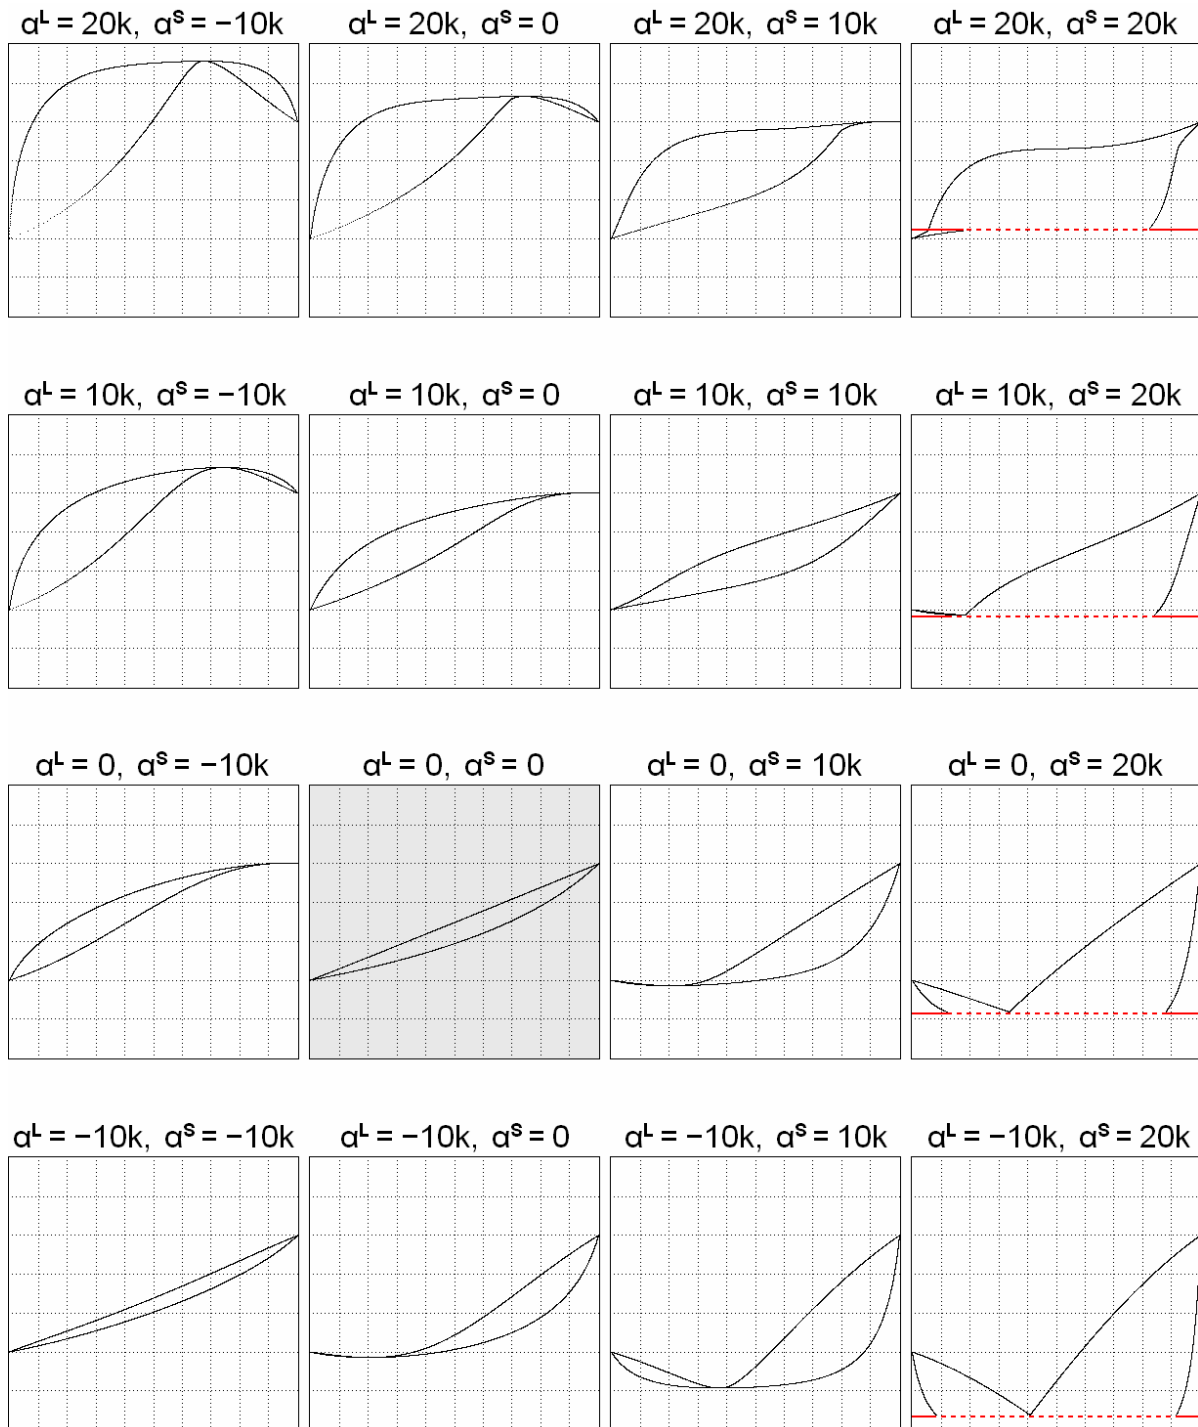 αᴸ = 20k, αˢ = −10k
αᴸ = 20k, αˢ = 0
αᴸ = 20k, αˢ = 10k
αᴸ = 20k, αˢ = 20k
αᴸ = 10k, αˢ = −10k
αᴸ = 10k, αˢ = 0
αᴸ = 10k, αˢ = 10k
αᴸ = 10k, αˢ = 20k
αᴸ = 0, αˢ = −10k
αᴸ = 0, αˢ = 0
αᴸ = 0, αˢ = 10k
αᴸ = 0, αˢ = 20k
αᴸ = −10k, αˢ = −10k
αᴸ = −10k, αˢ = 0
αᴸ = −10k, αˢ = 10k
αᴸ = −10k, αˢ = 20k